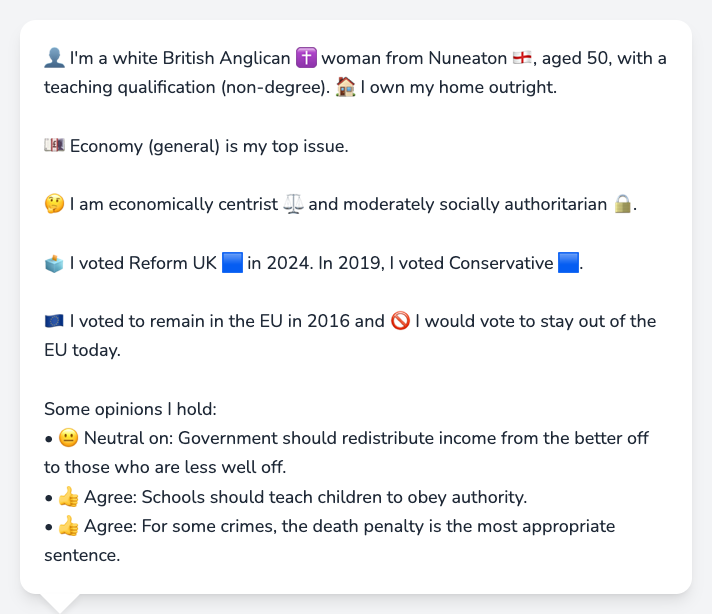 👤 I'm a white British Anglican ✝️ woman from Nuneaton 🏴󠁧󠁢󠁥󠁮󠁧󠁿, aged 50, with a
teaching qualification (non-degree). 🏠 I own my home outright.
💷 Economy (general) is my top issue.
🤔 I am economically centrist ⚖️ and moderately socially authoritarian 🔒.
🗳️ I voted Reform UK 🟦 in 2024. In 2019, I voted Conservative 🟦.
🇪🇺 I voted to remain in the EU in 2016 and 🚫 I would vote to stay out of the
EU today.
Some opinions I hold:
• 😐 Neutral on: Government should redistribute income from the better off
to those who are less well off.
• 👍 Agree: Schools should teach children to obey authority.
• 👍 Agree: For some crimes, the death penalty is the most appropriate
sentence.